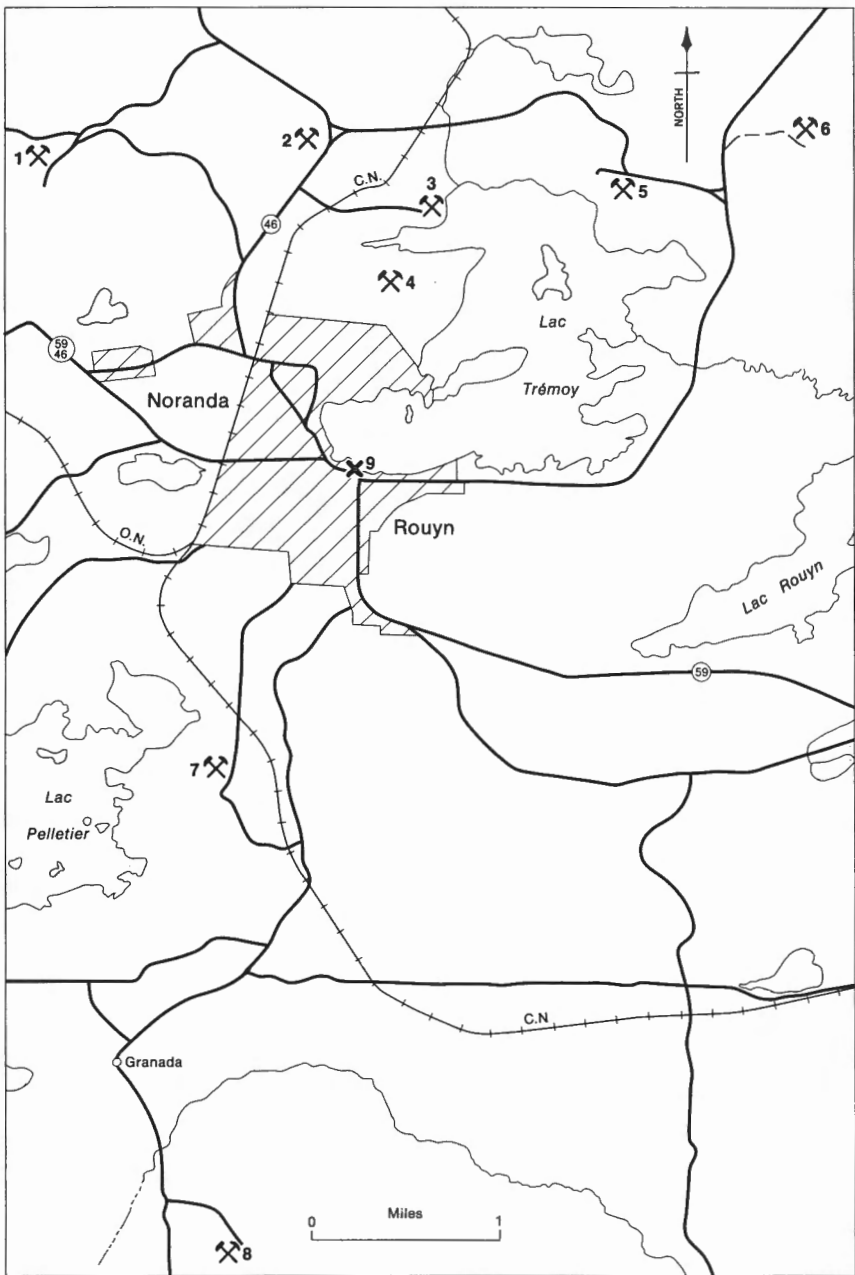 NORTH
6
1
2
C.N.
3
5
46
4
Lac
Trémoy
59
46
Noranda
9
O.N.
Rouyn
Lac Rouyn
59
7
Lac
Pelletier
C.N
Granada
Miles
0 1
8